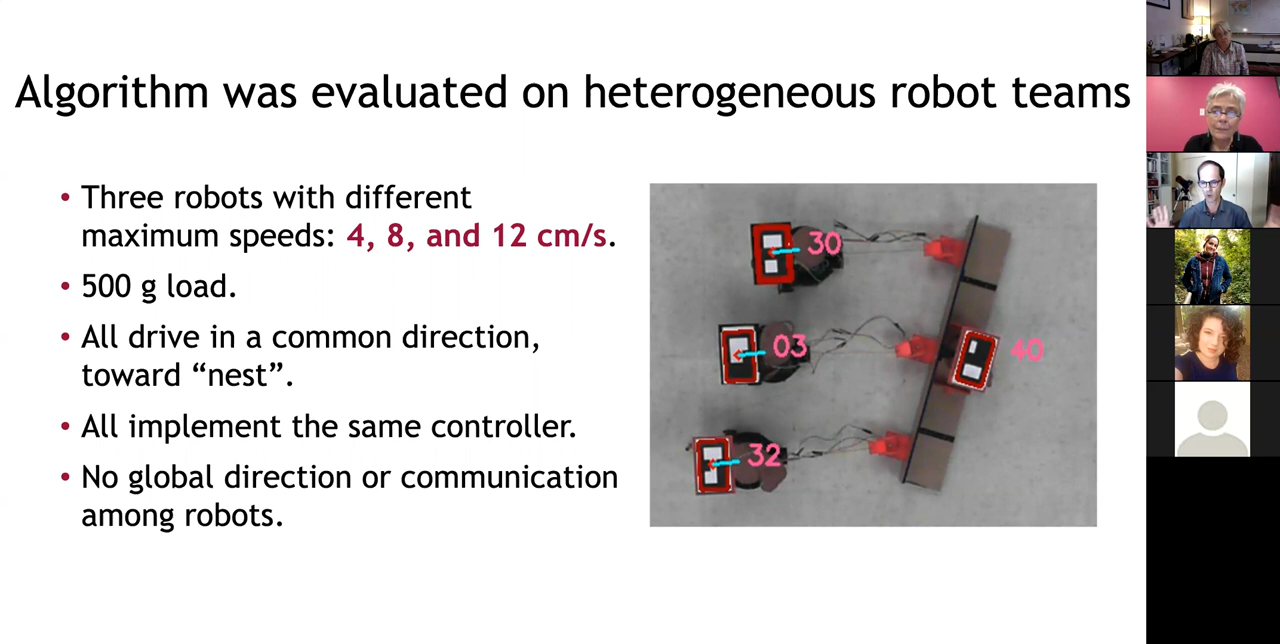 Algorithm was evaluated on heterogeneous robot teams
• Three robots with different
maximum speeds: 4, 8, and 12 cm/s.
• 500 g load.
• All drive in a common direction,
toward “nest”.
• All implement the same controller.
• No global direction or communication
among robots.
30
03
40
32